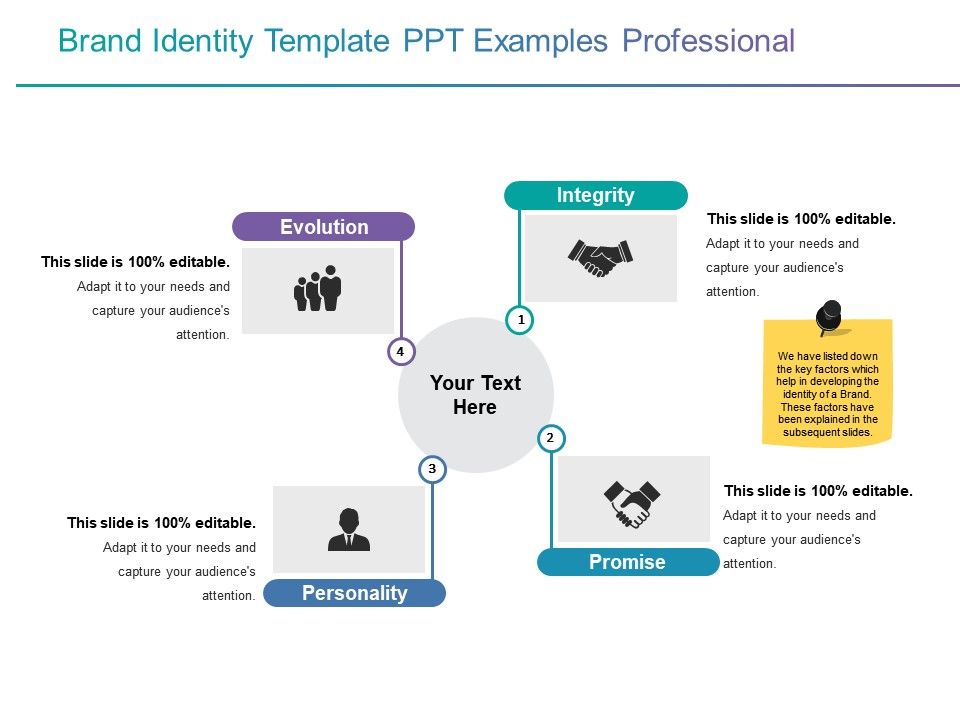 Brand Identity Template PPT Examples Professional
Integrity
This slide is 100% editable.
Adapt it to your needs and
capture your audience's
attention.
1
We have listed down
the key factors which
help in developing the
identity of a Brand.
These factors have
been explained in the
subsequent slides.
Evolution
This slide is 100% editable.
Adapt it to your needs and
capture your audience's
attention.
4
Your Text
Here
2
This slide is 100% editable.
Adapt it to your needs and
capture your audience's
attention.
Promise
3
This slide is 100% editable.
Adapt it to your needs and
capture your audience's
attention.
Personality